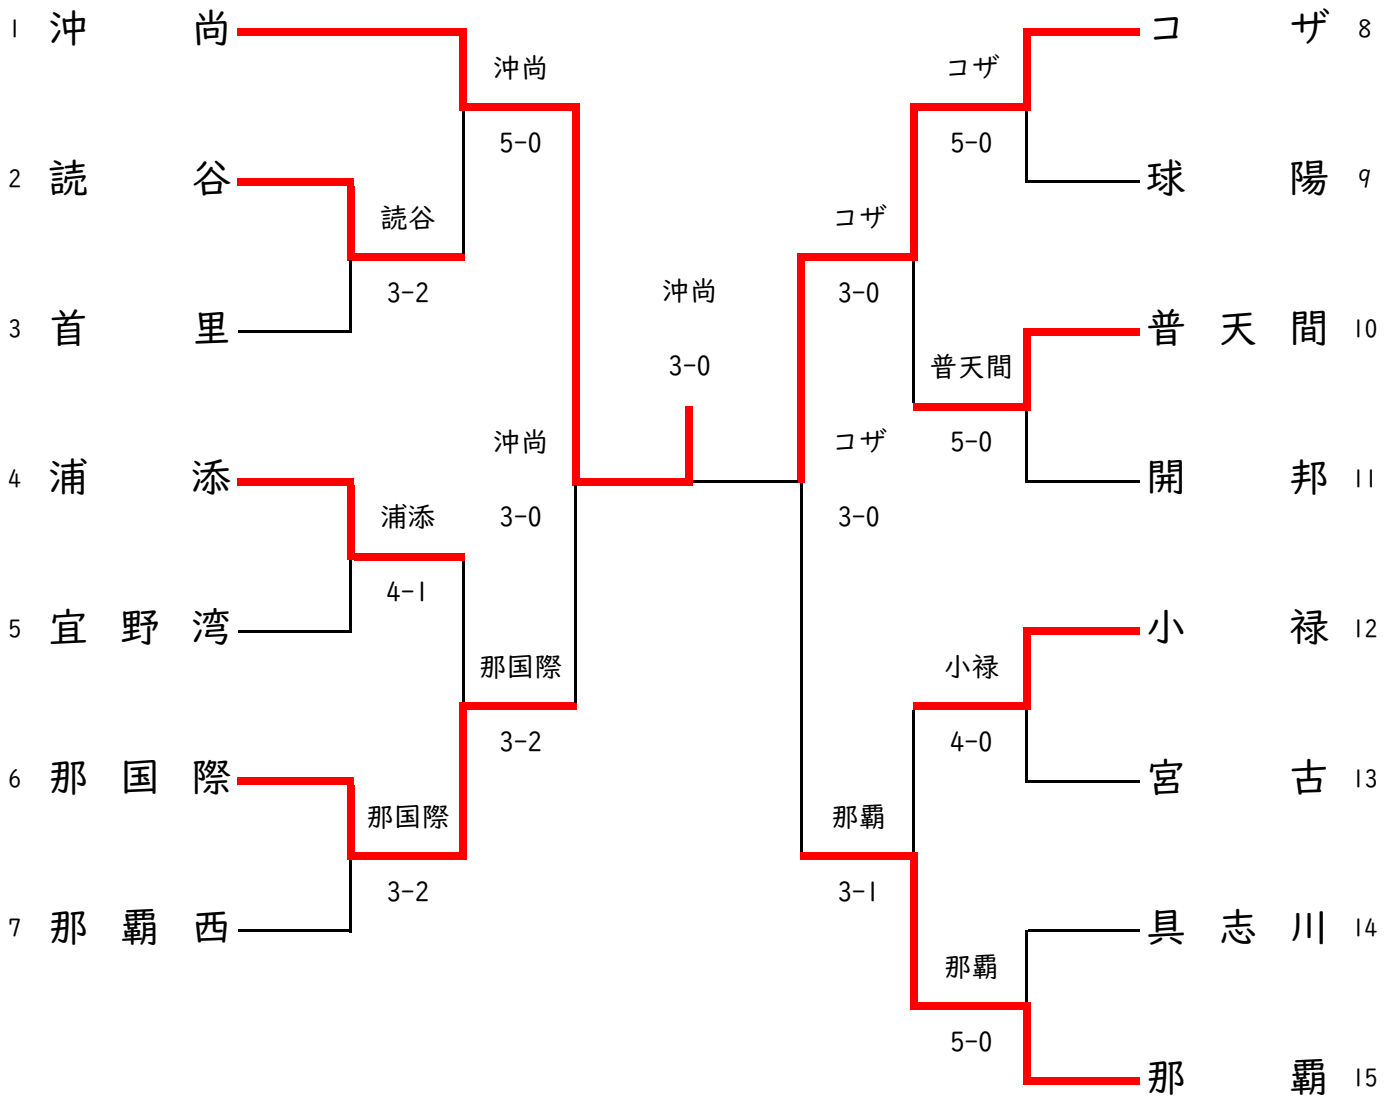 1 沖尚
沖尚
5-0
2 読谷
読谷
3-2
3 首里
沖尚
3-0
4 浦添
浦添
4-1
5 宜野湾
那国際
3-2
6 那国際
那国際
3-2
7 那覇西
沖尚
3-0
コザ 8
コザ
5-0
球陽 9
コザ
3-0
普天間 10
普天間
5-0
開邦 11
コザ
3-0
小禄 12
小禄
4-0
宮古 13
那覇
3-1
具志川 14
那覇
5-0
那覇 15